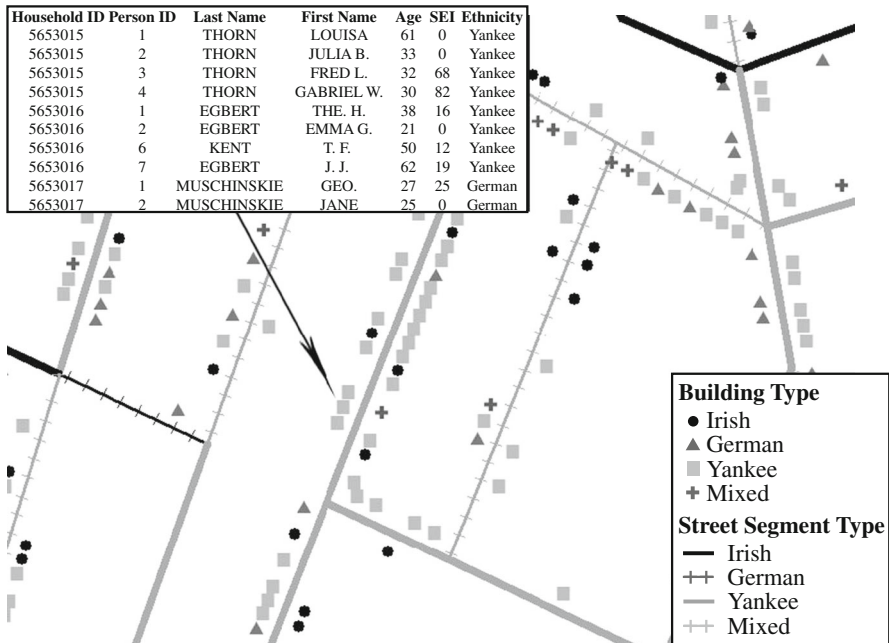 Household ID Person ID Last Name First Name Age SEI Ethnicity
5653015 1 THORN LOUISA 61 0 Yankee
5653015 2 THORN JULIA B. 33 0 Yankee
5653015 3 THORN FRED L. 32 68 Yankee
5653015 4 THORN GABRIEL W. 30 82 Yankee
5653016 1 EGBERT THE. H. 38 16 Yankee
5653016 2 EGBERT EMMA G. 21 0 Yankee
5653016 6 KENT T. F. 50 12 Yankee
5653016 7 EGBERT J. J. 62 19 Yankee
5653017 1 MUSCHINSKIE GEO. 27 25 German
5653017 2 MUSCHINSKIE JANE 25 0 German
Building Type
Irish
German
Yankee
Mixed
Street Segment Type
Irish
German
Yankee
Mixed